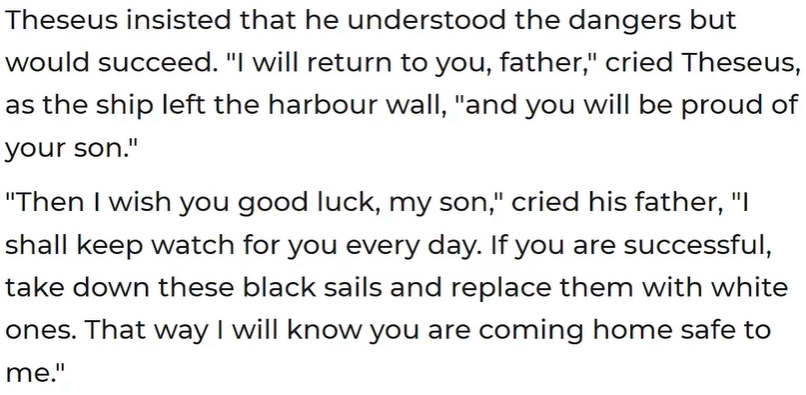 Theseus insisted that he understood the dangers but
would succeed. "I will return to you, father," cried Theseus,
as the ship left the harbour wall, "and you will be proud of
your son."
"Then I wish you good luck, my son," cried his father, "I
shall keep watch for you every day. If you are successful,
take down these black sails and replace them with white
ones. That way I will know you are coming home safe to
me."